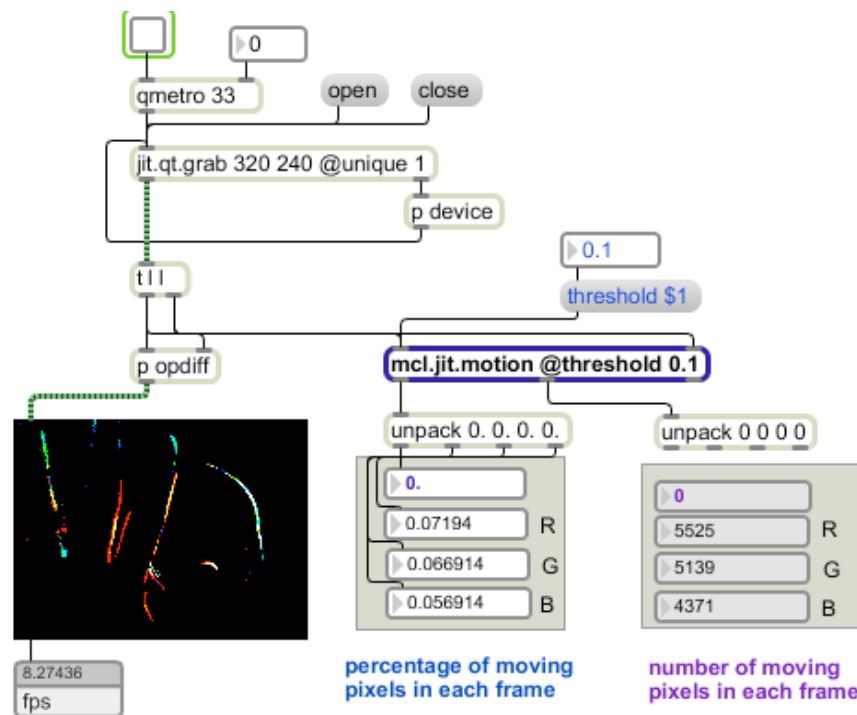 0
qmetro 33
open
close
jit.qt.grab 320 240 @unique 1
p device
0.1
t l l
threshold $1
p opdiff
mcl.jit.motion @threshold 0.1
unpack 0. 0. 0. 0.
unpack 0 0 0 0
0.
0.07194 R
0.066914 G
0.056914 B
0
5525 R
5139 G
4371 B
percentage of moving
pixels in each frame
number of moving
pixels in each frame
8.27436
fps